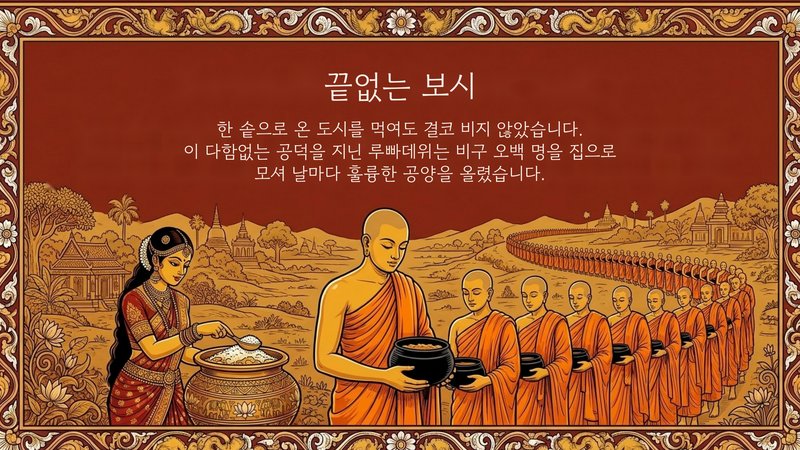 끝없는 보시
한 솥으로 온 도시를 먹여도 결코 비지 않았습니다.
이 다함없는 공덕을 지닌 루빠데위는 비구 오백 명을 집으로
모셔 날마다 훌륭한 공양을 올렸습니다.